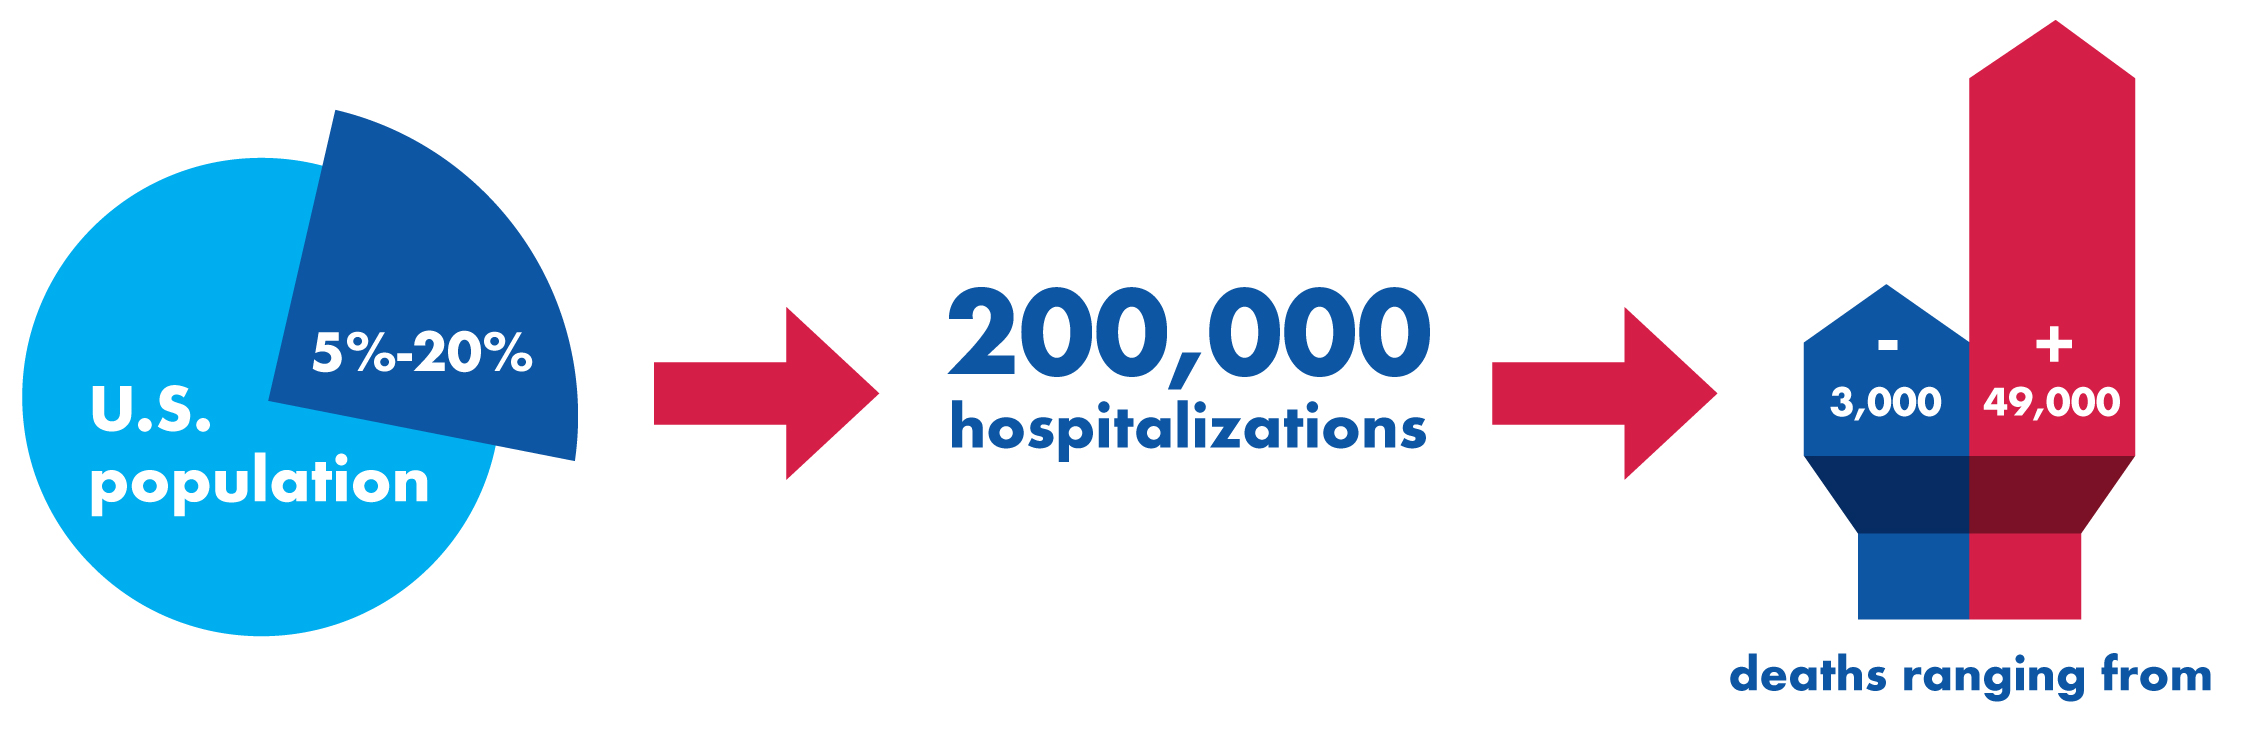 U.S.
population
5%-20%
200,000
hospitalizations
-
3,000
+
49,000
deaths ranging from